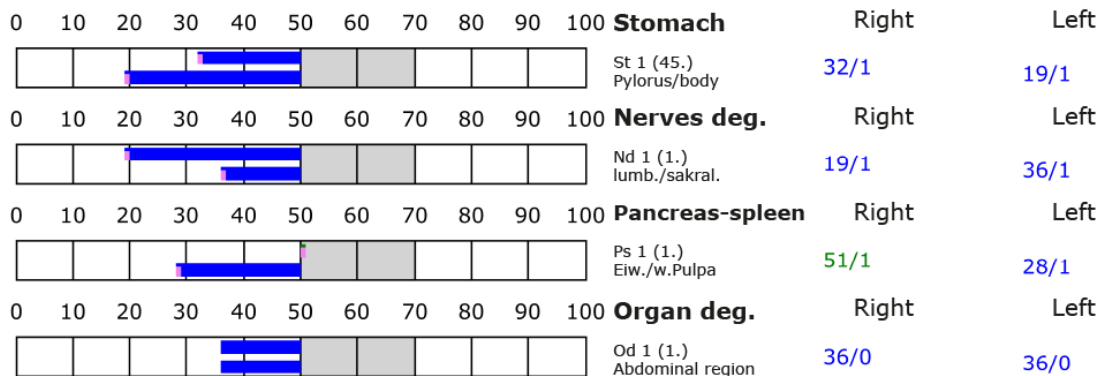 0 10 20 30 40 50 60 70 80 90 100 Stomach Right Left
St 1 (45.)
Pylorus/body 32/1 19/1
0 10 20 30 40 50 60 70 80 90 100 Nerves deg. Right Left
Nd 1 (1.)
lumb./sakral. 19/1 36/1
0 10 20 30 40 50 60 70 80 90 100 Pancreas-spleen Right Left
Ps 1 (1.)
Eiw./w.Pulpa 51/1 28/1
0 10 20 30 40 50 60 70 80 90 100 Organ deg. Right Left
Od 1 (1.)
Abdominal region 36/0 36/0